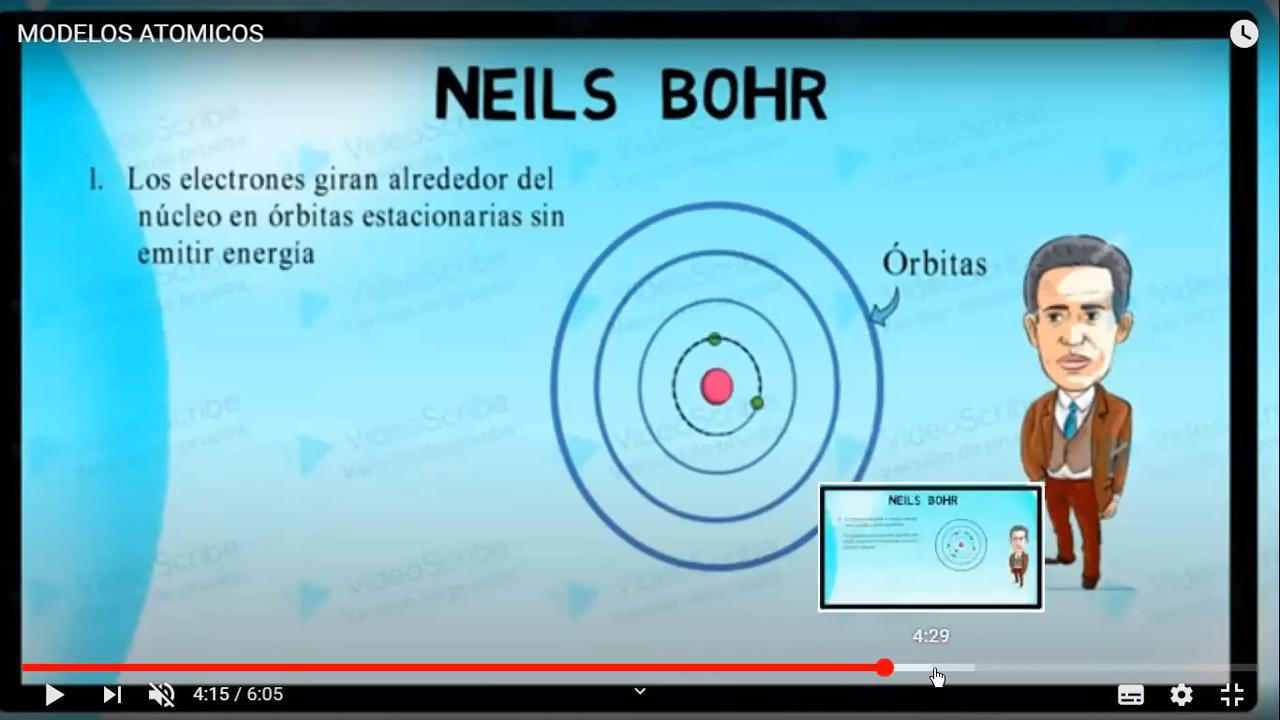 MODELOS ATOMICOS
NEILS BOHR
1. Los electrones giran alrededor del
núcleo en órbitas estacionarias sin
emitir energía
Órbitas
VideoScribe
NEILS BOHR
4:29
4:15 / 6:05